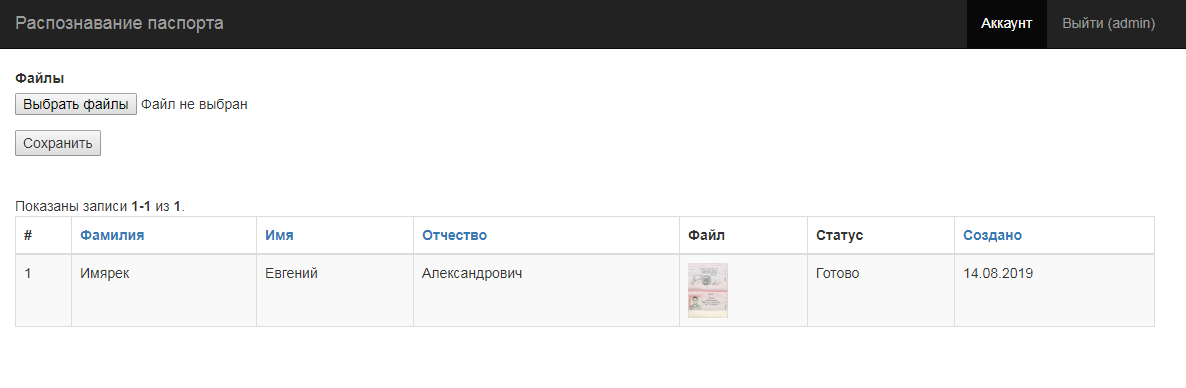 Распознавание паспорта Аккаунт Выйти (admin)
Файлы
Выбрать файлы Файл не выбран
Сохранить
Показаны записи 1-1 из 1.
# Фамилия Имя Отчество Файл Статус Создано
1 Имярек Евгений Александрович Готово 14.08.2019